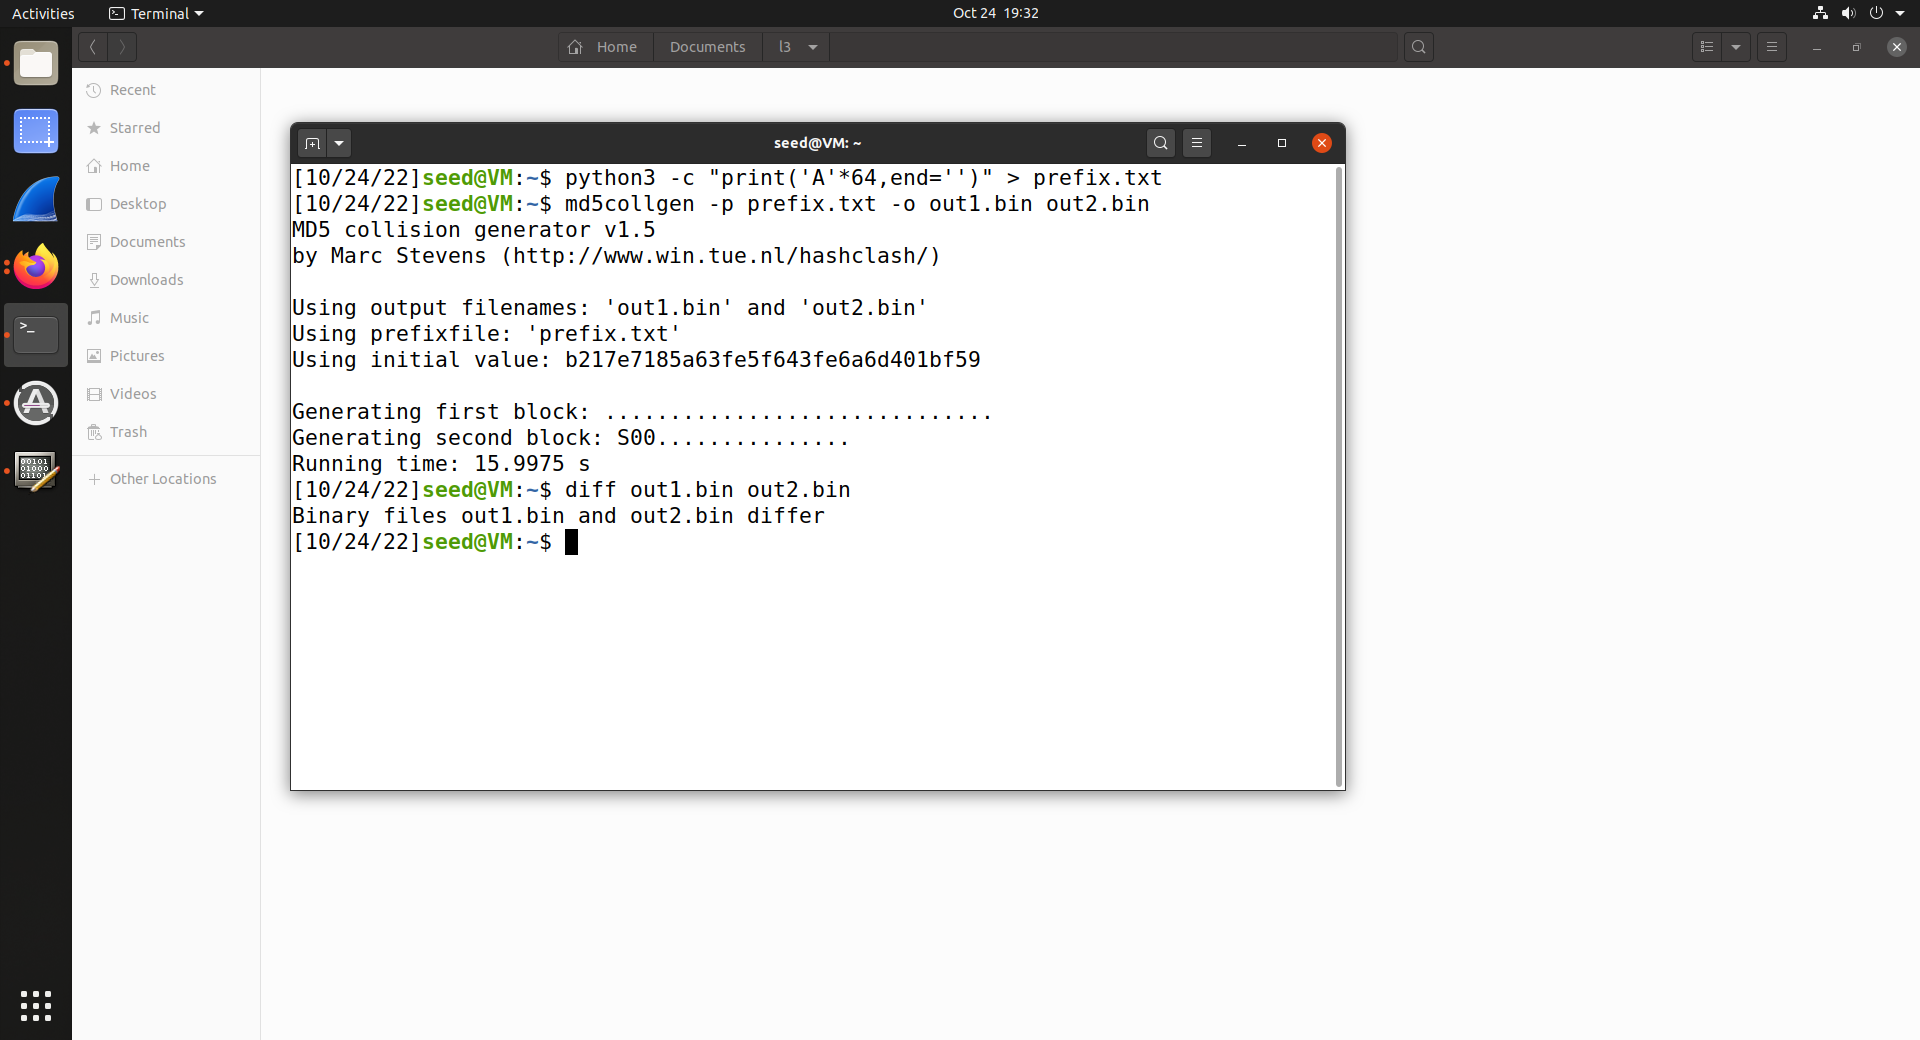 Activities
Terminal
Oct 24 19:32
Home
Documents
l3
Recent
Starred
Home
Desktop
Documents
Downloads
Music
Pictures
Videos
Trash
Other Locations
seed@VM: ~
[10/24/22]seed@VM:~$ python3 -c "print('A'*64,end='')" > prefix.txt
[10/24/22]seed@VM:~$ md5collgen -p prefix.txt -o out1.bin out2.bin
MD5 collision generator v1.5
by Marc Stevens (http://www.win.tue.nl/hashclash/)
Using output filenames: 'out1.bin' and 'out2.bin'
Using prefixfile: 'prefix.txt'
Using initial value: b217e7185a63fe5f643fe6a6d401bf59
Generating first block: ..............................
Generating second block: S00...............
Running time: 15.9975 s
[10/24/22]seed@VM:~$ diff out1.bin out2.bin
Binary files out1.bin and out2.bin differ
[10/24/22]seed@VM:~$